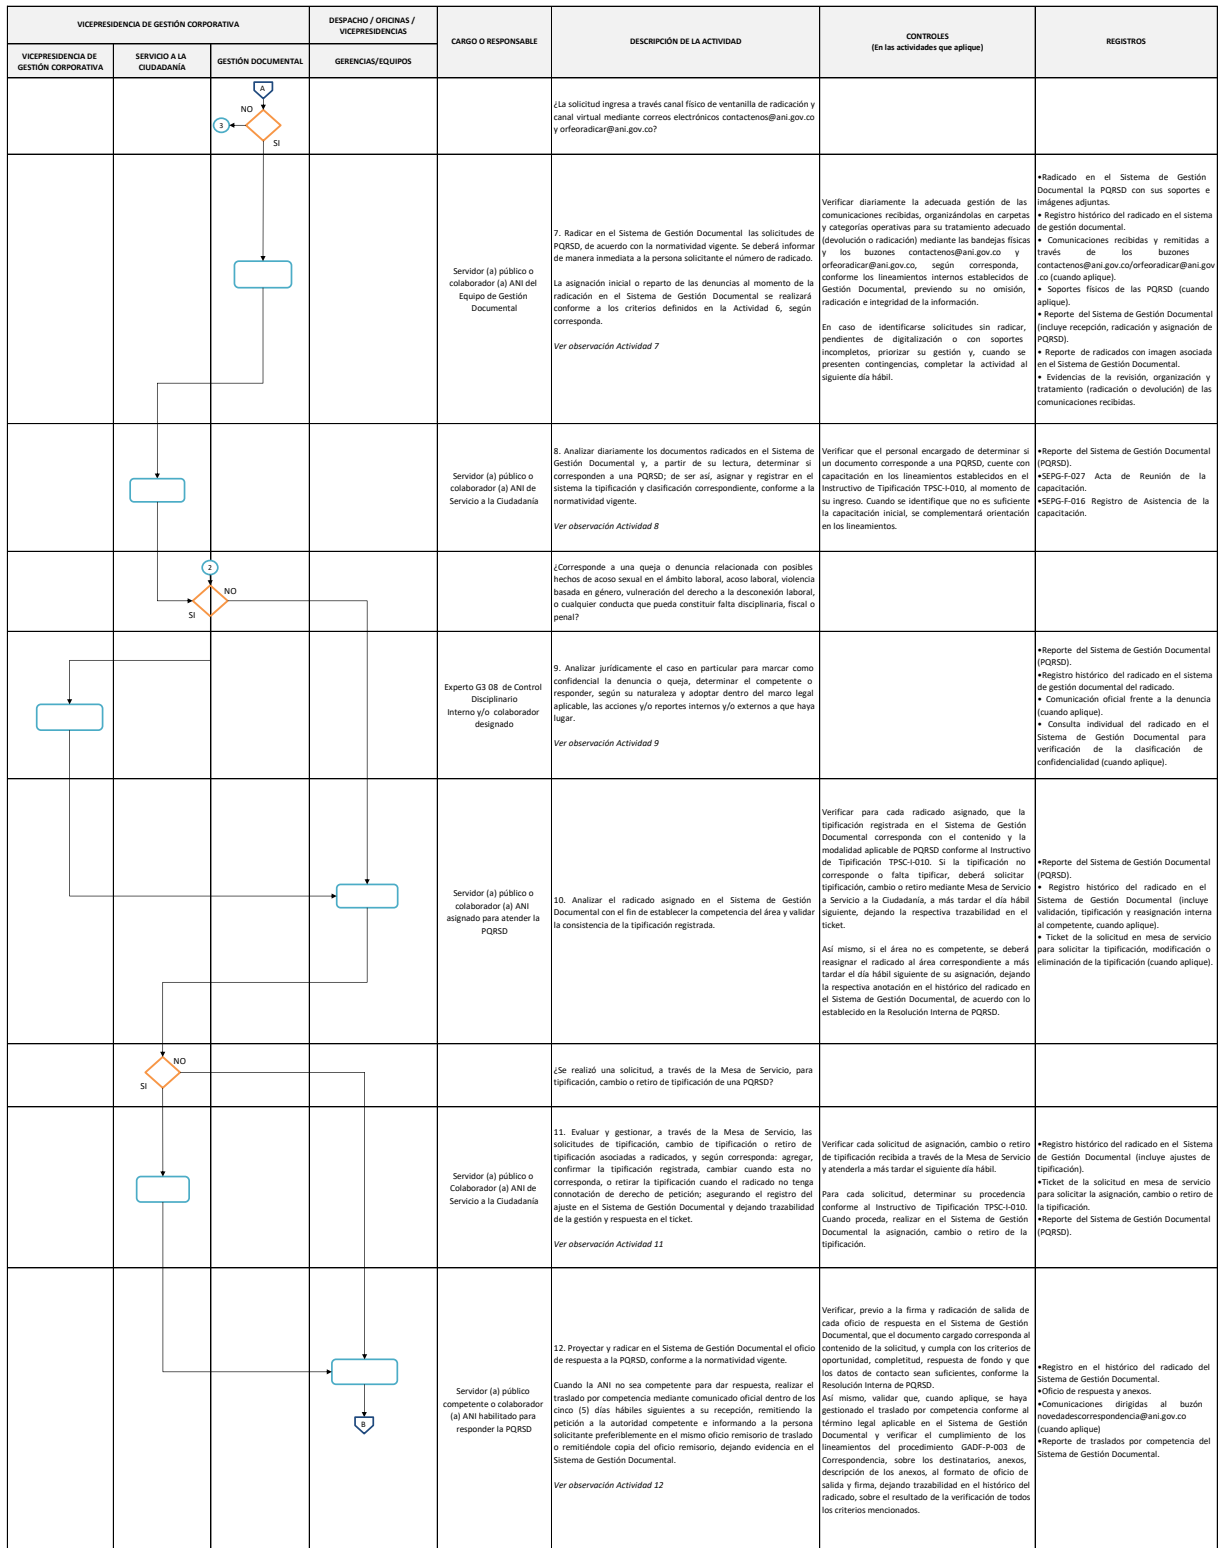 VICEPRESIDENCIA DE GESTIÓN CORPORATIVA
DESPACHO / OFICINAS /
VICEPRESIDENCIAS
CARGO O RESPONSABLE
DESCRIPCIÓN DE LA ACTIVIDAD
CONTROLES
(En las actividades que aplique)
REGISTROS
VICEPRESIDENCIA DE
GESTIÓN CORPORATIVA
SERVICIO A LA
CIUDADANÍA
GESTIÓN DOCUMENTAL
GERENCIAS/EQUIPOS
A
NO
3
SI
¿La solicitud ingresa a través canal físico de ventanilla de radicación y
canal virtual mediante correos electrónicos contactenos@ani.gov.co
y orfeoradicar@ani.gov.co?
Servidor (a) público o
colaborador (a) ANI del
Equipo de Gestión
Documental
7. Radicar en el Sistema de Gestión Documental las solicitudes de
PQRSD, de acuerdo con la normatividad vigente. Se deberá informar
de manera inmediata a la persona solicitante el número de radicado.
La asignación inicial o reparto de las denuncias al momento de la
radicación en el Sistema de Gestión Documental se realizará
conforme a los criterios definidos en la Actividad 6, según
corresponda.
Ver observación Actividad 7
Verificar diariamente la adecuada gestión de las
comunicaciones recibidas, organizándolas en carpetas
y categorías operativas para su tratamiento adecuado
(devolución o radicación) mediante las bandejas físicas
y los buzones contactenos@ani.gov.co y
orfeoradicar@ani.gov.co, según corresponda,
conforme los lineamientos internos establecidos de
Gestión Documental, previendo su no omisión,
radicación e integridad de la información.
En caso de identificarse solicitudes sin radicar,
pendientes de digitalización o con soportes
incompletos, priorizar su gestión y, cuando se
presenten contingencias, completar la actividad al
siguiente día hábil.
•Radicado en el Sistema de Gestión
Documental la PQRSD con sus soportes e
imágenes adjuntas.
• Registro histórico del radicado en el sistema
de gestión documental.
• Comunicaciones recibidas y remitidas a
través de los buzones
contactenos@ani.gov.co/orfeoradicar@ani.gov
.co (cuando aplique).
• Soportes físicos de las PQRSD (cuando
aplique).
• Reporte del Sistema de Gestión Documental
(incluye recepción, radicación y asignación de
PQRSD).
• Reporte de radicados con imagen asociada
en el Sistema de Gestión Documental.
• Evidencias de la revisión, organización y
tratamiento (radicación o devolución) de las
comunicaciones recibidas.
Servidor (a) público o
colaborador (a) ANI de
Servicio a la Ciudadanía
8. Analizar diariamente los documentos radicados en el Sistema de
Gestión Documental y, a partir de su lectura, determinar si
corresponden a una PQRSD; de ser así, asignar y registrar en el
sistema la tipificación y clasificación correspondiente, conforme a la
normatividad vigente.
Ver observación Actividad 8
Verificar que el personal encargado de determinar si
un documento corresponde a una PQRSD, cuente con
capacitación en los lineamientos establecidos en el
Instructivo de Tipificación TPSC-I-010, al momento de
su ingreso. Cuando se identifique que no es suficiente
la capacitación inicial, se complementará orientación
en los lineamientos.
•Reporte del Sistema de Gestión Documental
(PQRSD).
•SEPG-F-027 Acta de Reunión de la
capacitación.
•SEPG-F-016 Registro de Asistencia de la
capacitación.
2
NO
SI
¿Corresponde a una queja o denuncia relacionada con posibles
hechos de acoso sexual en el ámbito laboral, acoso laboral, violencia
basada en género, vulneración del derecho a la desconexión laboral,
o cualquier conducta que pueda constituir falta disciplinaria, fiscal o
penal?
Experto G3 08 de Control
Disciplinario
Interno y/o colaborador
designado
9. Analizar jurídicamente el caso en particular para marcar como
confidencial la denuncia o queja, determinar el competente o
responder, según su naturaleza y adoptar dentro del marco legal
aplicable, las acciones y/o reportes internos y/o externos a que haya
lugar.
Ver observación Actividad 9
•Reporte del Sistema de Gestión Documental
(PQRSD).
•Registro histórico del radicado en el sistema
de gestión documental del radicado.
• Comunicación oficial frente a la denuncia
(cuando aplique).
• Consulta individual del radicado en el
Sistema de Gestión Documental para
verificación de la clasificación de
confidencialidad (cuando aplique).
Servidor (a) público o
colaborador (a) ANI
asignado para atender la
PQRSD
10. Analizar el radicado asignado en el Sistema de Gestión
Documental con el fin de establecer la competencia del área y validar
la consistencia de la tipificación registrada.
Verificar para cada radicado asignado, que la
tipificación registrada en el Sistema de Gestión
Documental corresponda con el contenido y la
modalidad aplicable de PQRSD conforme al Instructivo
de Tipificación TPSC-I-010. Si la tipificación no
corresponde o falta tipificar, deberá solicitar
tipificación, cambio o retiro mediante Mesa de Servicio
a Servicio a la Ciudadanía, a más tardar el día hábil
siguiente, dejando la respectiva trazabilidad en el
ticket.
Así mismo, si el área no es competente, se deberá
reasignar el radicado al área correspondiente a más
tardar el día hábil siguiente de su asignación, dejando
la respectiva anotación en el histórico del radicado en
el Sistema de Gestión Documental, de acuerdo con lo
establecido en la Resolución Interna de PQRSD.
•Reporte del Sistema de Gestión Documental
(PQRSD).
• Registro histórico del radicado en el
Sistema de Gestión Documental (incluye
validación, tipificación y reasignación interna
al competente, cuando aplique).
• Ticket de la solicitud en mesa de servicio
para solicitar la tipificación, modificación o
eliminación de la tipificación (cuando aplique).
NO
SI
¿Se realizó una solicitud, a través de la Mesa de Servicio, para
tipificación, cambio o retiro de tipificación de una PQRSD?
Servidor (a) público o
Colaborador (a) ANI de
Servicio a la Ciudadanía
11. Evaluar y gestionar, a través de la Mesa de Servicio, las
solicitudes de tipificación, cambio de tipificación o retiro de
tipificación asociadas a radicados, y según corresponda: agregar,
confirmar la tipificación registrada, cambiar cuando esta no
corresponda, o retirar la tipificación cuando el radicado no tenga
connotación de derecho de petición; asegurando el registro del
ajuste en el Sistema de Gestión Documental y dejando trazabilidad
de la gestión y respuesta en el ticket.
Ver observación Actividad 11
Verificar cada solicitud de asignación, cambio o retiro
de tipificación recibida a través de la Mesa de Servicio
y atenderla a más tardar el siguiente día hábil.
Para cada solicitud, determinar su procedencia
conforme al Instructivo de Tipificación TPSC-I-010.
Cuando proceda, realizar en el Sistema de Gestión
Documental la asignación, cambio o retiro de la
tipificación.
•Registro histórico del radicado en el Sistema
de Gestión Documental (incluye ajustes de
tipificación).
•Ticket de la solicitud en mesa de servicio
para solicitar la asignación, cambio o retiro de
la tipificación.
•Reporte del Sistema de Gestión Documental
(PQRSD).
B
Servidor (a) público
competente o colaborador
(a) ANI habilitado para
responder la PQRSD
12. Proyectar y radicar en el Sistema de Gestión Documental el oficio
de respuesta a la PQRSD, conforme a la normatividad vigente.
Cuando la ANI no sea competente para dar respuesta, realizar el
traslado por competencia mediante comunicado oficial dentro de los
cinco (5) días hábiles siguientes a su recepción, remitiendo la
petición a la autoridad competente e informando a la persona
solicitante preferiblemente en el mismo oficio remisorio de traslado
o remitiéndole copia del oficio remisorio, dejando evidencia en el
Sistema de Gestión Documental.
Ver observación Actividad 12
Verificar, previo a la firma y radicación de salida de
cada oficio de respuesta en el Sistema de Gestión
Documental, que el documento cargado corresponda al
contenido de la solicitud, y cumpla con los criterios de
oportunidad, completitud, respuesta de fondo y que
los datos de contacto sean suficientes, conforme la
Resolución Interna de PQRSD.
Así mismo, validar que, cuando aplique, se haya
gestionado el traslado por competencia conforme al
término legal aplicable en el Sistema de Gestión
Documental y verificar el cumplimiento de los
lineamientos del procedimiento GADF-P-003 de
Correspondencia, sobre los destinatarios, anexos,
descripción de los anexos, al formato de oficio de
salida y firma, dejando trazabilidad en el histórico del
radicado, sobre el resultado de la verificación de todos
los criterios mencionados.
•Registro en el histórico del radicado del
Sistema de Gestión Documental.
•Oficio de respuesta y anexos.
•Comunicaciones dirigidas al buzón
novedadescorrespondencia@ani.gov.co
(cuando aplique)
•Reporte de traslados por competencia del
Sistema de Gestión Documental.